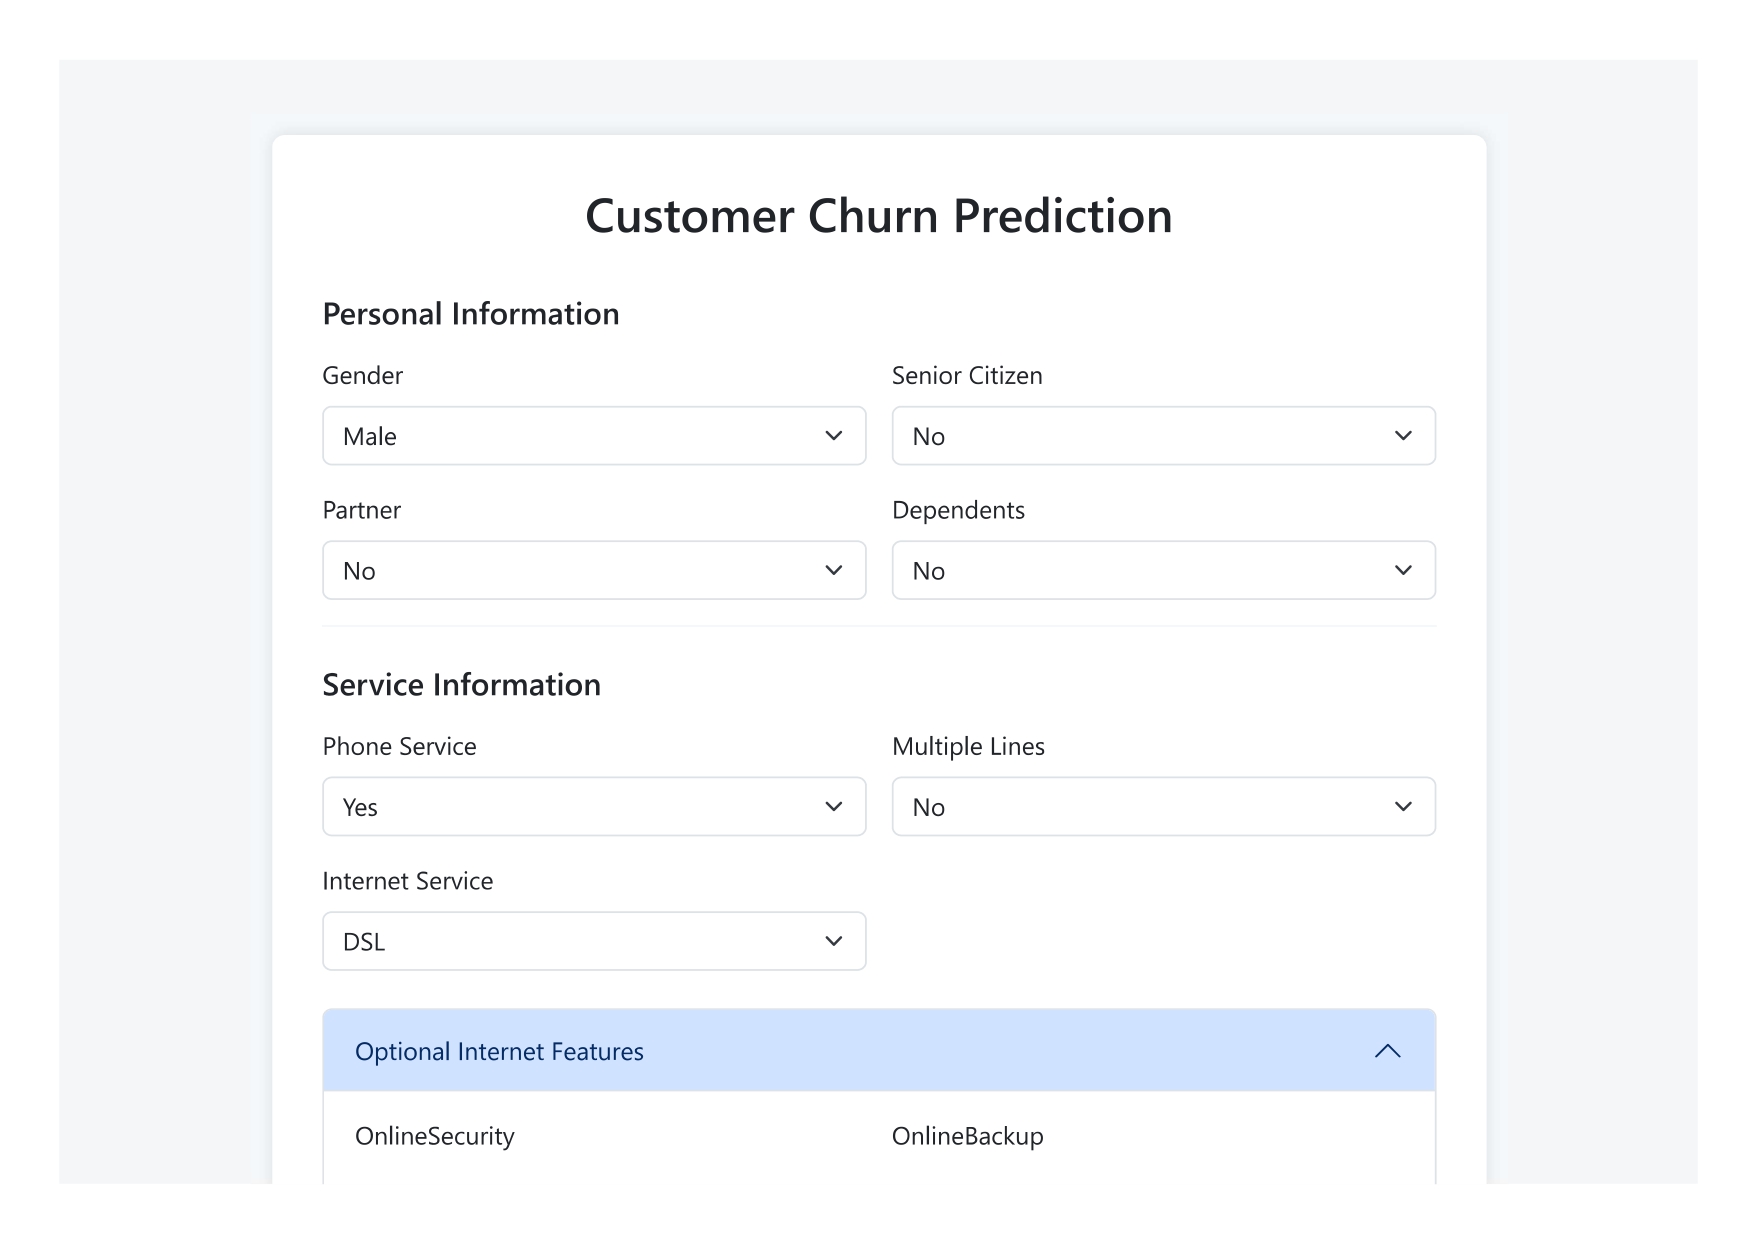 Customer Churn Prediction
Personal Information
Gender
Senior Citizen
Male
No
Partner
Dependents
No
No
Service Information
Phone Service
Multiple Lines
Yes
No
Internet Service
DSL
Optional Internet Features
OnlineSecurity
OnlineBackup